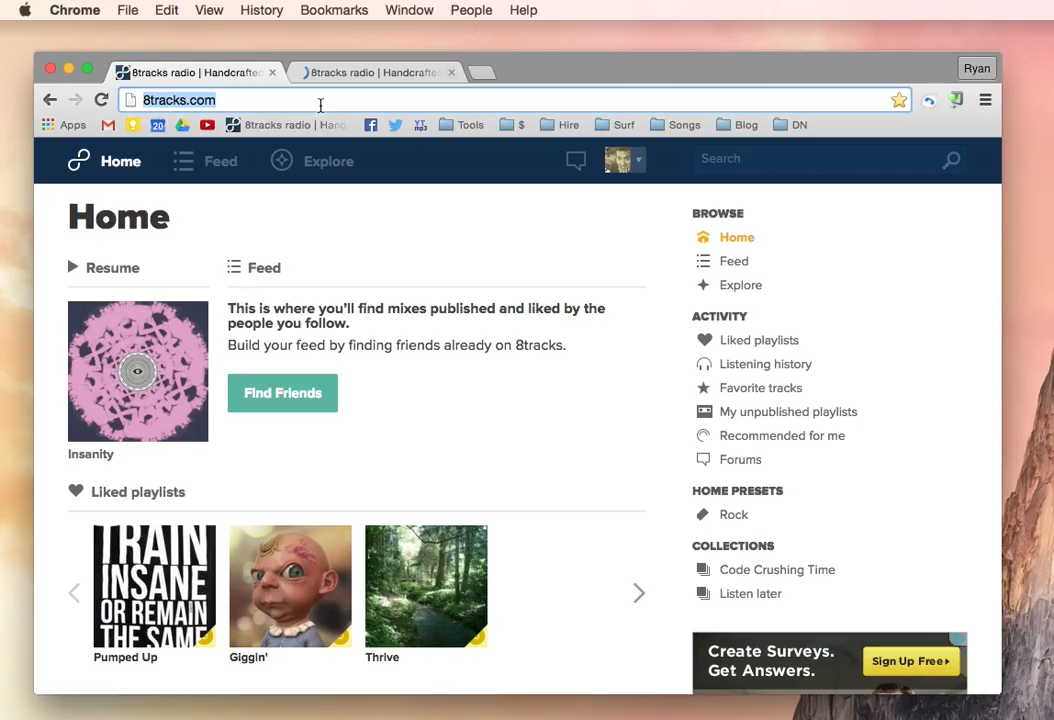 Chrome File Edit View History Bookmarks Window People Help
8tracks radio | Handcrafted 8tracks radio | Handcrafted Ryan
8tracks.com
Apps 20 8tracks radio | Hand YT mp3 Tools $ Hire Surf Songs Blog DN
Home Feed Explore Search
Home
Resume
Feed
This is where you'll find mixes published and liked by the
people you follow.
Build your feed by finding friends already on 8tracks.
Find Friends
Insanity
Liked playlists
TRAIN
INSANE
OR REMAIN
THE SAME
Pumped Up
Giggin'
Thrive
BROWSE
Home
Feed
Explore
ACTIVITY
Liked playlists
Listening history
Favorite tracks
My unpublished playlists
Recommended for me
Forums
HOME PRESETS
Rock
COLLECTIONS
Code Crushing Time
Listen later
Create Surveys.
Get Answers.
Sign Up Free